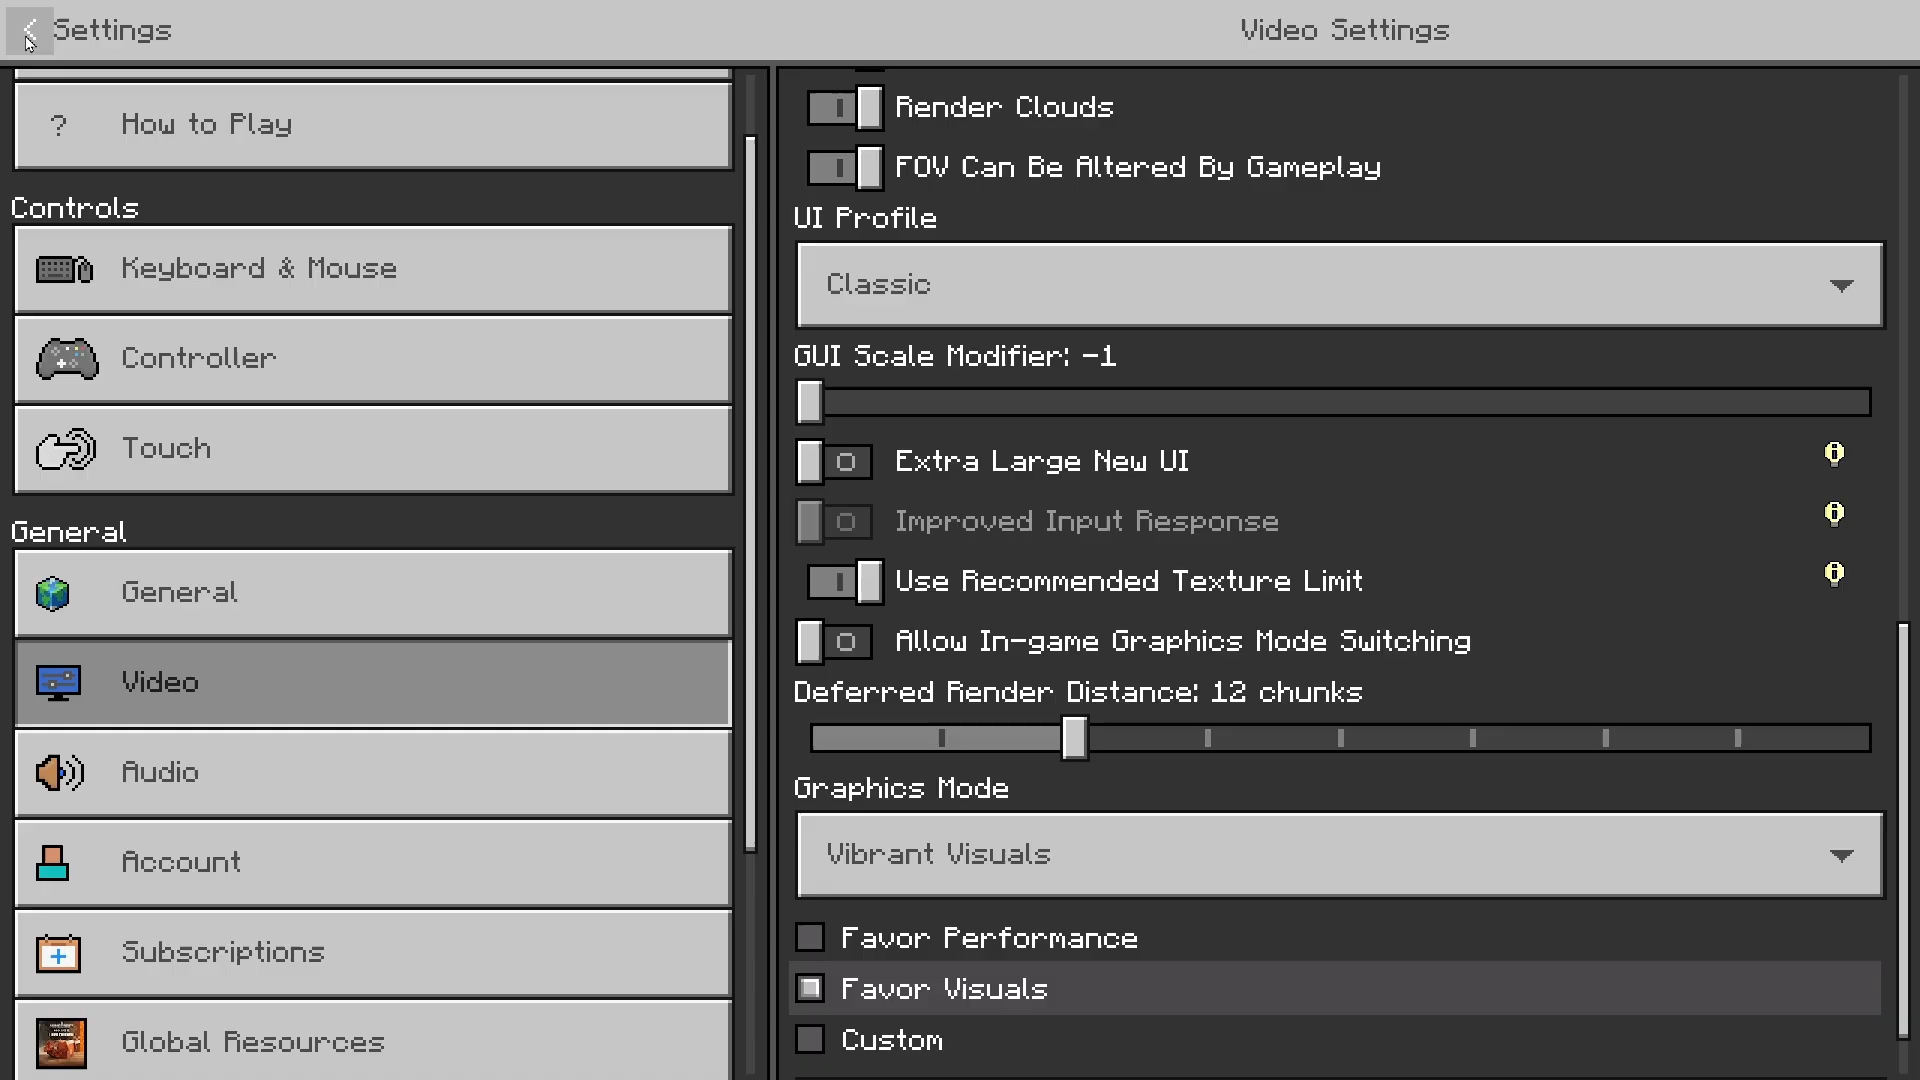 Settings
Video Settings
? How to Play
Controls
Keyboard & Mouse
Controller
Touch
General
General
Video
Audio
Account
Subscriptions
Global Resources
Render Clouds
FOV Can Be Altered By Gameplay
UI Profile
Classic
GUI Scale Modifier: -1
Extra Large New UI
Improved Input Response
Use Recommended Texture Limit
Allow In-game Graphics Mode Switching
Deferred Render Distance: 12 chunks
Graphics Mode
Vibrant Visuals
Favor Performance
Favor Visuals
Custom